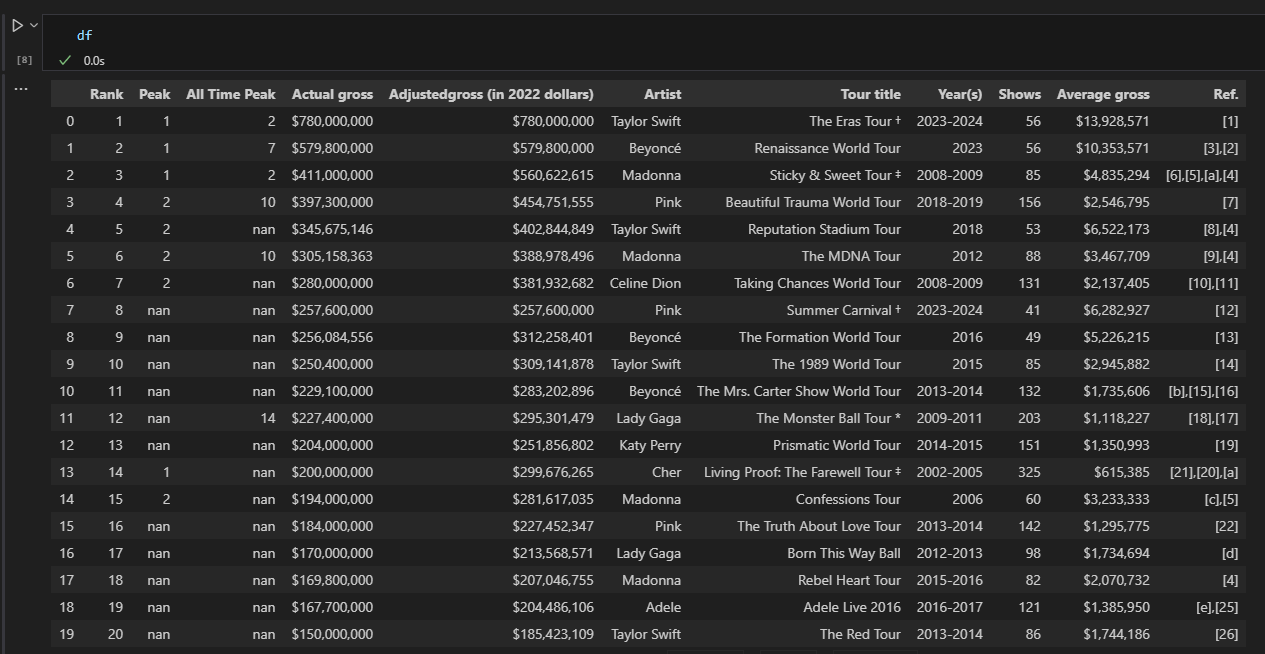 df
[8] 0.0s
...
Rank Peak All Time Peak Actual gross Adjustedgross (in 2022 dollars) Artist Tour title Year(s) Shows Average gross Ref.
0 1 1 2 $780,000,000 $780,000,000 Taylor Swift The Eras Tour † 2023-2024 56 $13,928,571 [1]
1 2 1 7 $579,800,000 $579,800,000 Beyoncé Renaissance World Tour 2023 56 $10,353,571 [3],[2]
2 3 1 2 $411,000,000 $560,622,615 Madonna Sticky & Sweet Tour ‡ 2008-2009 85 $4,835,294 [6],[5],[a],[4]
3 4 2 10 $397,300,000 $454,751,555 Pink Beautiful Trauma World Tour 2018-2019 156 $2,546,795 [7]
4 5 2 nan $345,675,146 $402,844,849 Taylor Swift Reputation Stadium Tour 2018 53 $6,522,173 [8],[4]
5 6 2 10 $305,158,363 $388,978,496 Madonna The MDNA Tour 2012 88 $3,467,709 [9],[4]
6 7 2 nan $280,000,000 $381,932,682 Celine Dion Taking Chances World Tour 2008-2009 131 $2,137,405 [10],[11]
7 8 nan nan $257,600,000 $257,600,000 Pink Summer Carnival † 2023-2024 41 $6,282,927 [12]
8 9 nan nan $256,084,556 $312,258,401 Beyoncé The Formation World Tour 2016 49 $5,226,215 [13]
9 10 nan nan $250,400,000 $309,141,878 Taylor Swift The 1989 World Tour 2015 85 $2,945,882 [14]
10 11 nan nan $229,100,000 $283,202,896 Beyoncé The Mrs. Carter Show World Tour 2013-2014 132 $1,735,606 [b],[15],[16]
11 12 nan 14 $227,400,000 $295,301,479 Lady Gaga The Monster Ball Tour * 2009-2011 203 $1,118,227 [18],[17]
12 13 nan nan $204,000,000 $251,856,802 Katy Perry Prismatic World Tour 2014-2015 151 $1,350,993 [19]
13 14 1 nan $200,000,000 $299,676,265 Cher Living Proof: The Farewell Tour ‡ 2002-2005 325 $615,385 [21],[20],[a]
14 15 2 nan $194,000,000 $281,617,035 Madonna Confessions Tour 2006 60 $3,233,333 [c],[5]
15 16 nan nan $184,000,000 $227,452,347 Pink The Truth About Love Tour 2013-2014 142 $1,295,775 [22]
16 17 nan nan $170,000,000 $213,568,571 Lady Gaga Born This Way Ball 2012-2013 98 $1,734,694 [d]
17 18 nan nan $169,800,000 $207,046,755 Madonna Rebel Heart Tour 2015-2016 82 $2,070,732 [4]
18 19 nan nan $167,700,000 $204,486,106 Adele Adele Live 2016 2016-2017 121 $1,385,950 [e],[25]
19 20 nan nan $150,000,000 $185,423,109 Taylor Swift The Red Tour 2013-2014 86 $1,744,186 [26]